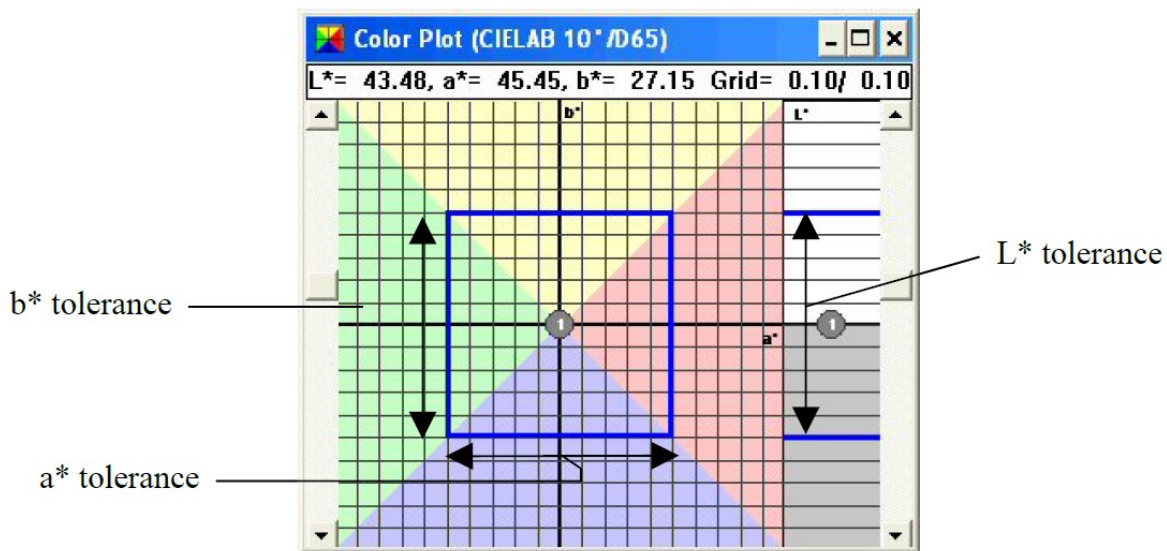 Color Plot (CIELAB 10°/D65)
L*= 43.48, a*= 45.45, b*= 27.15 Grid= 0.10/ 0.10
b*
L*
L* tolerance
b* tolerance
1
1
a*
a* tolerance